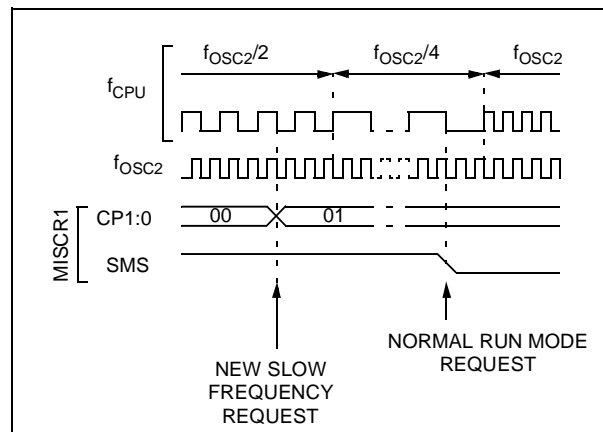 fOSC2/2 fOSC2/4 fOSC2
fCPU
fOSC2
MISCR1
CP1:0 00 01
SMS
NEW SLOW
FREQUENCY
REQUEST
NORMAL RUN MODE
REQUEST